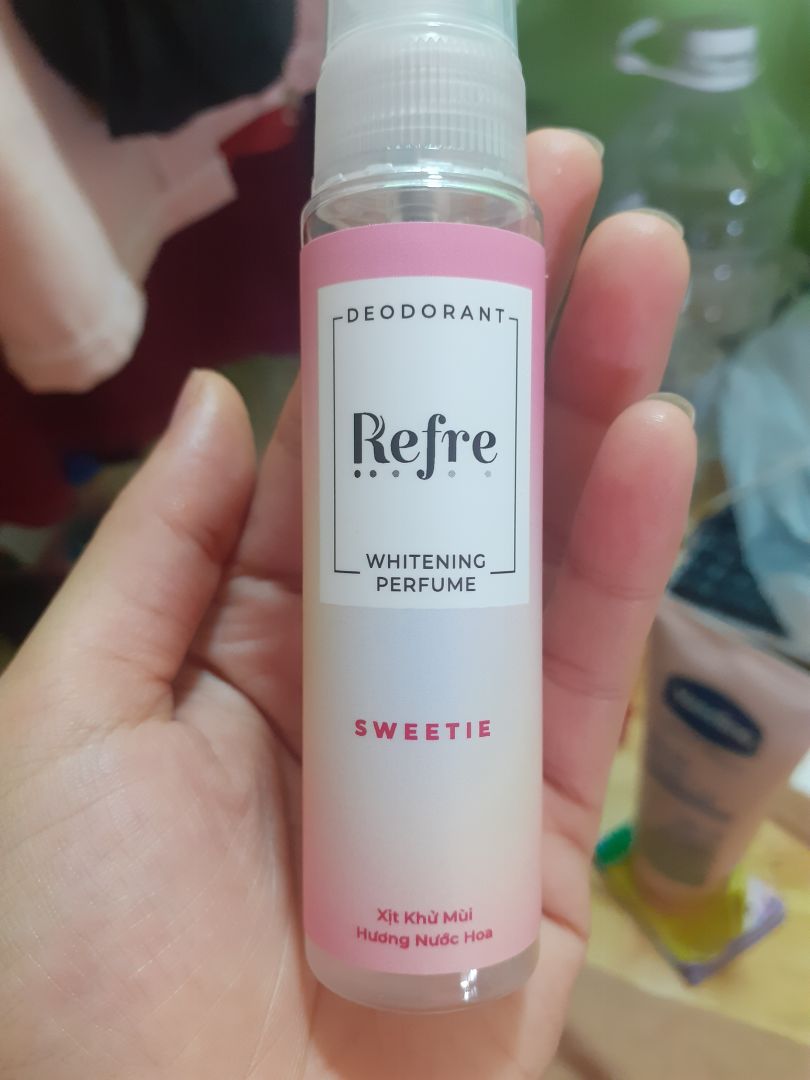 DEODORANT
Refre
WHITENING
PERFUME
SWEETIE
Xịt Khử Mùi
Hương Nước Hoa